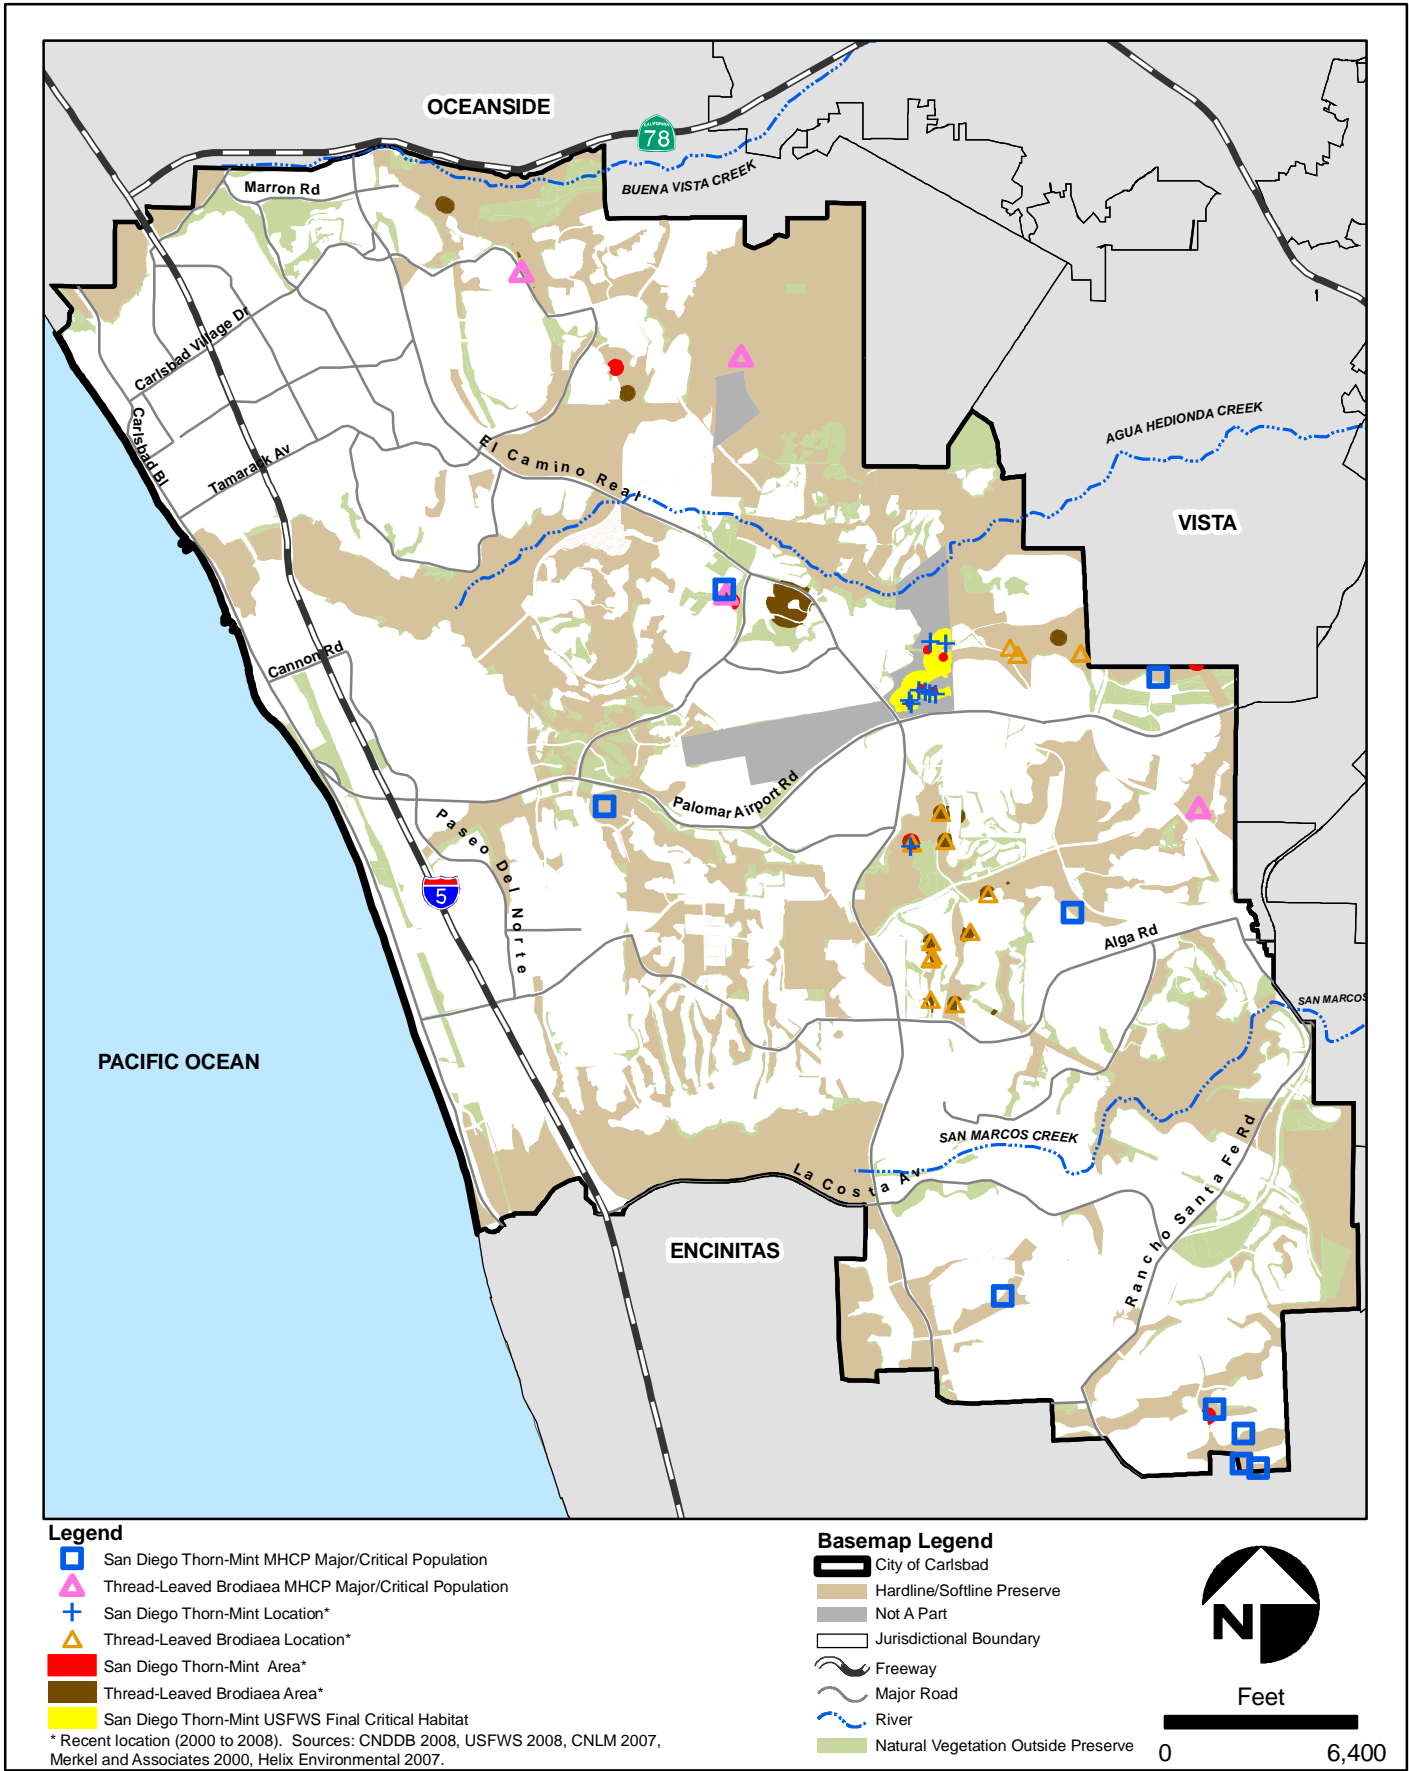 OCEANSIDE
CALIFORNIA
78
BUENA VISTA CREEK
Marron Rd
Carlsbad Village Dr
Carlsbad Bl
Tamarack Av
El Camino Real
AGUA HEDIONDA CREEK
VISTA
Cannon Rd
Palomar Airport Rd
Paseo Del Norte
5
Alga Rd
SAN MARCOS
PACIFIC OCEAN
SAN MARCOS CREEK
La Costa Av
Rancho Santa Fe Rd
ENCINITAS
Legend
San Diego Thorn-Mint MHCP Major/Critical Population
Thread-Leaved Brodiaea MHCP Major/Critical Population
San Diego Thorn-Mint Location*
Thread-Leaved Brodiaea Location*
San Diego Thorn-Mint Area*
Thread-Leaved Brodiaea Area*
San Diego Thorn-Mint USFWS Final Critical Habitat
* Recent location (2000 to 2008). Sources: CNDDB 2008, USFWS 2008, CNLM 2007,
Merkel and Associates 2000, Helix Environmental 2007.
Basemap Legend
City of Carlsbad
Hardline/Softline Preserve
Not A Part
Jurisdictional Boundary
Freeway
Major Road
River
Natural Vegetation Outside Preserve
N
Feet
0 6,400